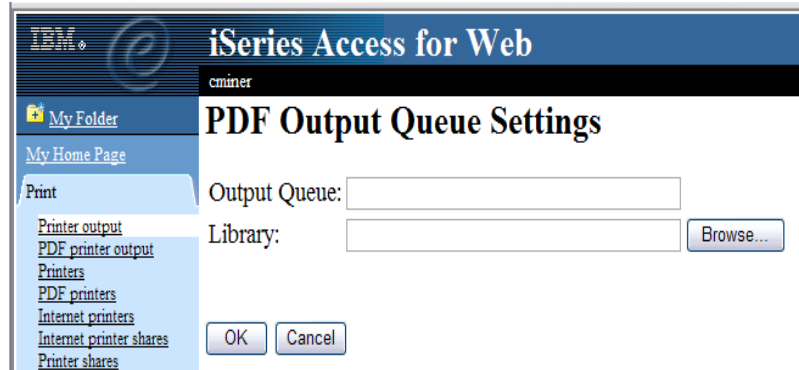 IBM
iSeries Access for Web
cminer
My Folder
My Home Page
Print
Printer output
PDF printer output
Printers
PDF printers
Internet printers
Internet printer shares
Printer shares
PDF Output Queue Settings
Output Queue:
Library:
Browse...
OK
Cancel